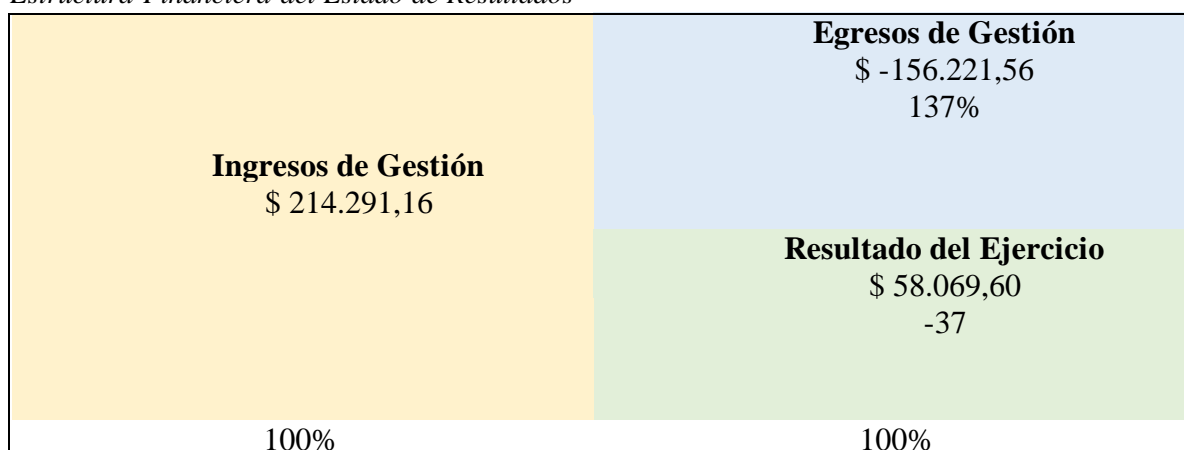 Estructura Financiera del Estado de Resultados
Egresos de Gestión
$ -156.221,56
137%
Ingresos de Gestión
$ 214.291,16
Resultado del Ejercicio
$ 58.069,60
-37
100%
100%